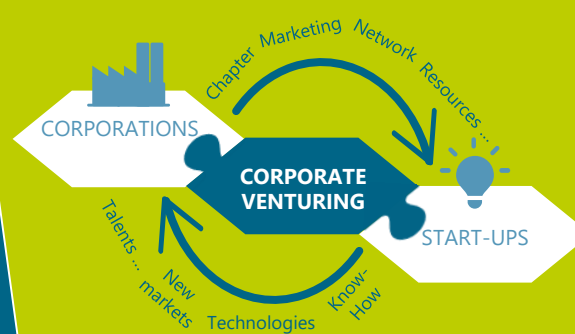 Chapter Marketing Network Resources ...
CORPORATIONS
CORPORATE
VENTURING
START-UPS
Talents ...
New
markets
Technologies
Know-
How